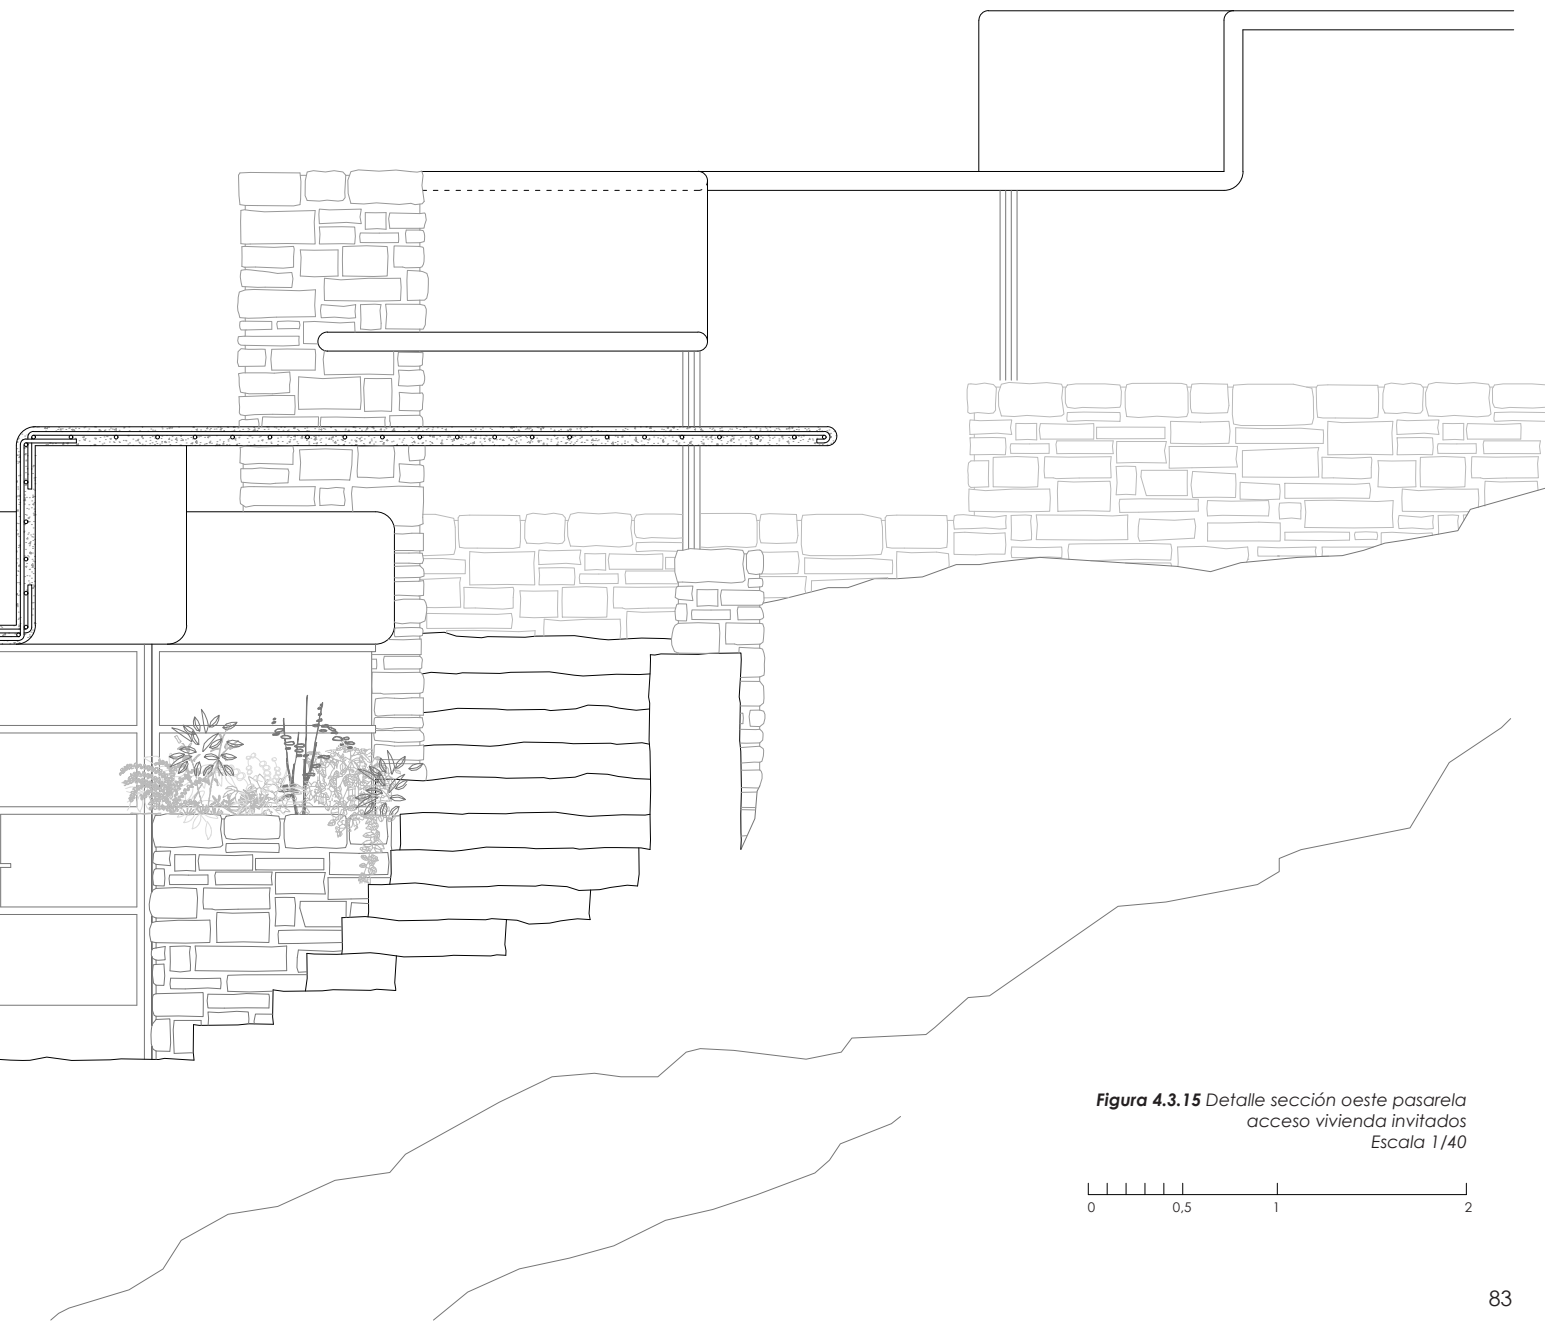 Figura 4.3.15 Detalle sección oeste pasarela
acceso vivienda invitados
Escala 1/40
0 0,5 1 2
83